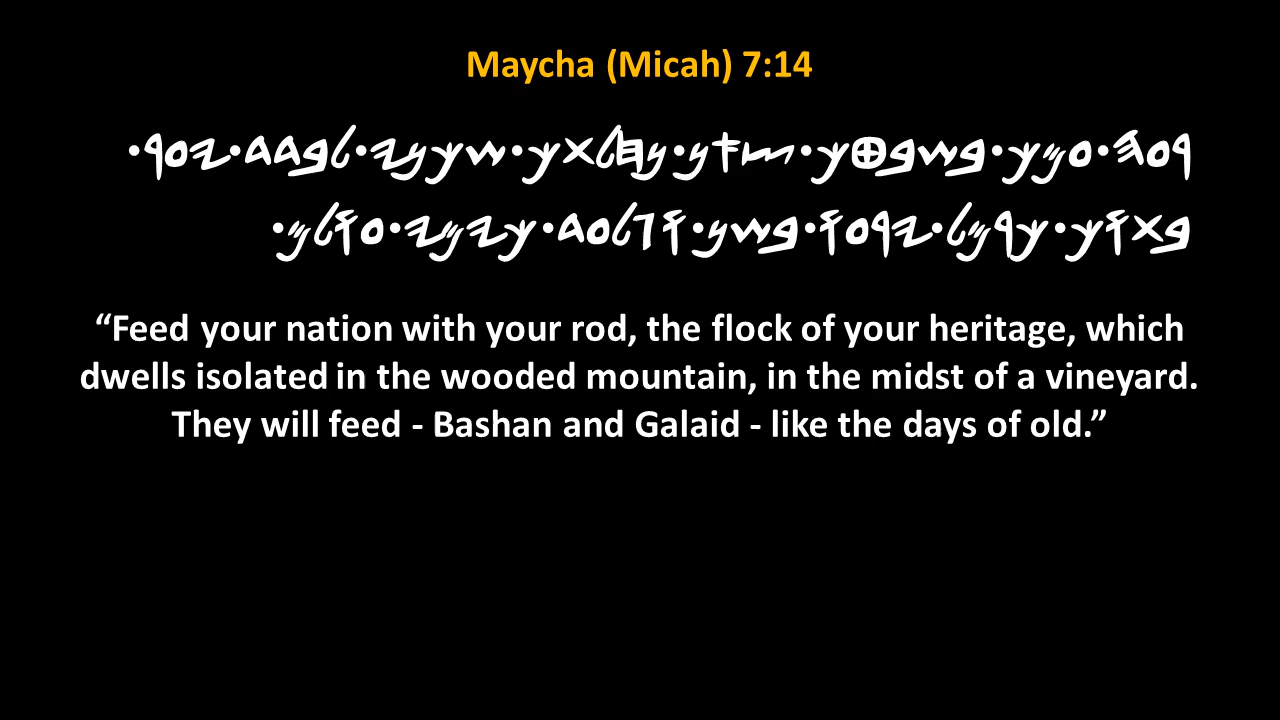 Maycha (Micah) 7:14
𐤓𐤏𐤄•𐤏𐤌𐤊•𐤁𐤔𐤁𐤈𐤊•𐤑𐤀𐤍•𐤍𐤇𐤋𐤕𐤊•𐤔𐤊𐤍𐤉•𐤋𐤁𐤃𐤃•𐤉𐤏𐤓•
𐤁𐤕𐤅𐤊•𐤊𐤓𐤌𐤋•𐤉𐤓𐤏𐤅•𐤁𐤔𐤍•𐤅𐤂𐤋𐤏𐤃•𐤊𐤉𐤌𐤉•𐤏𐤅𐤋𐤌•
“Feed your nation with your rod, the flock of your heritage, which
dwells isolated in the wooded mountain, in the midst of a vineyard.
They will feed - Bashan and Galaid - like the days of old.”